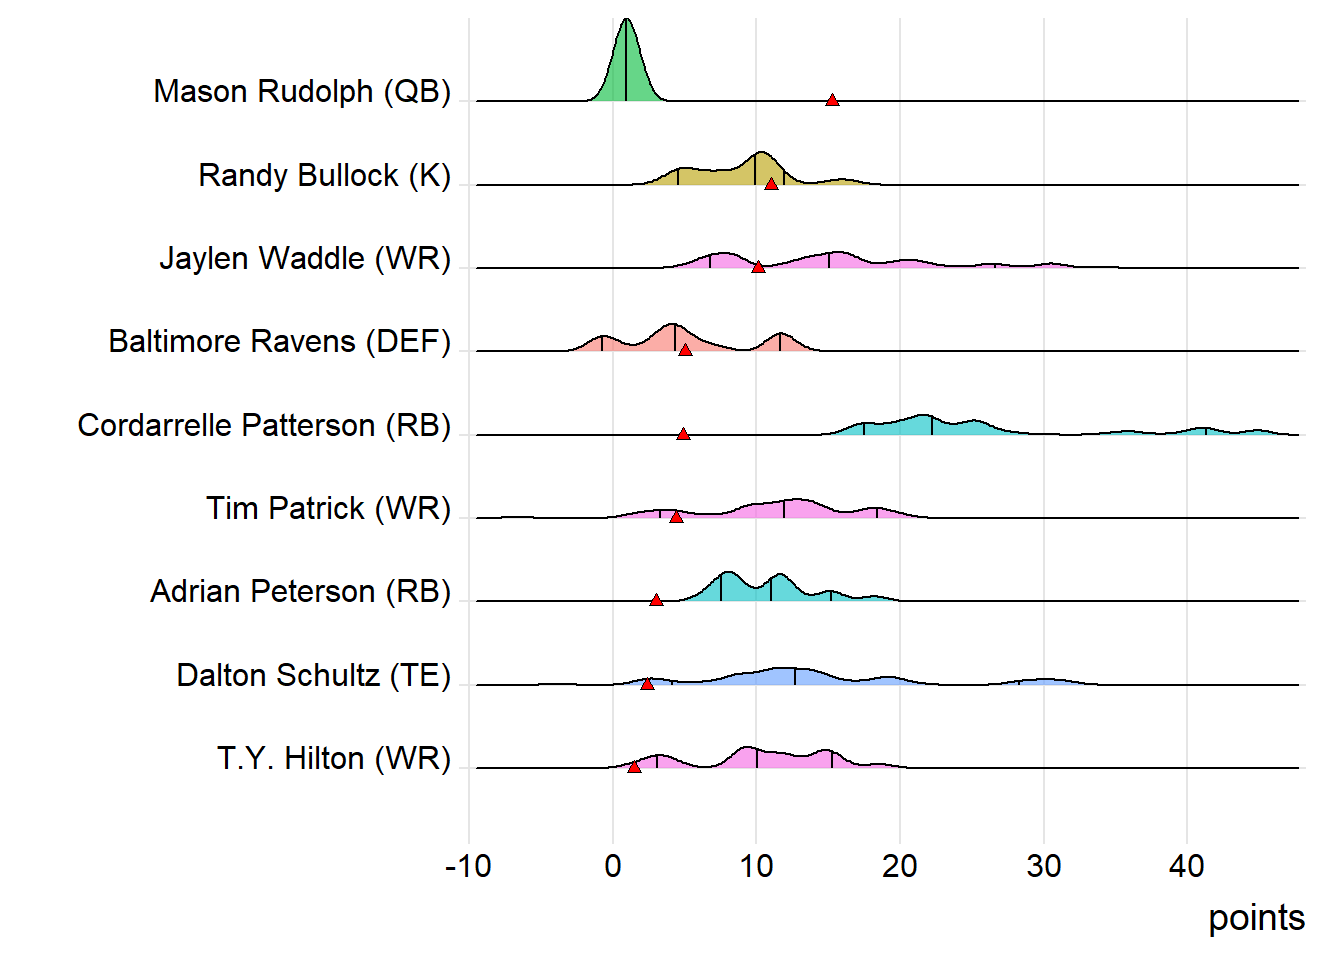 Mason Rudolph (QB)
Randy Bullock (K)
Jaylen Waddle (WR)
Baltimore Ravens (DEF)
Cordarrelle Patterson (RB)
Tim Patrick (WR)
Adrian Peterson (RB)
Dalton Schultz (TE)
T.Y. Hilton (WR)
-10 0 10 20 30 40
points